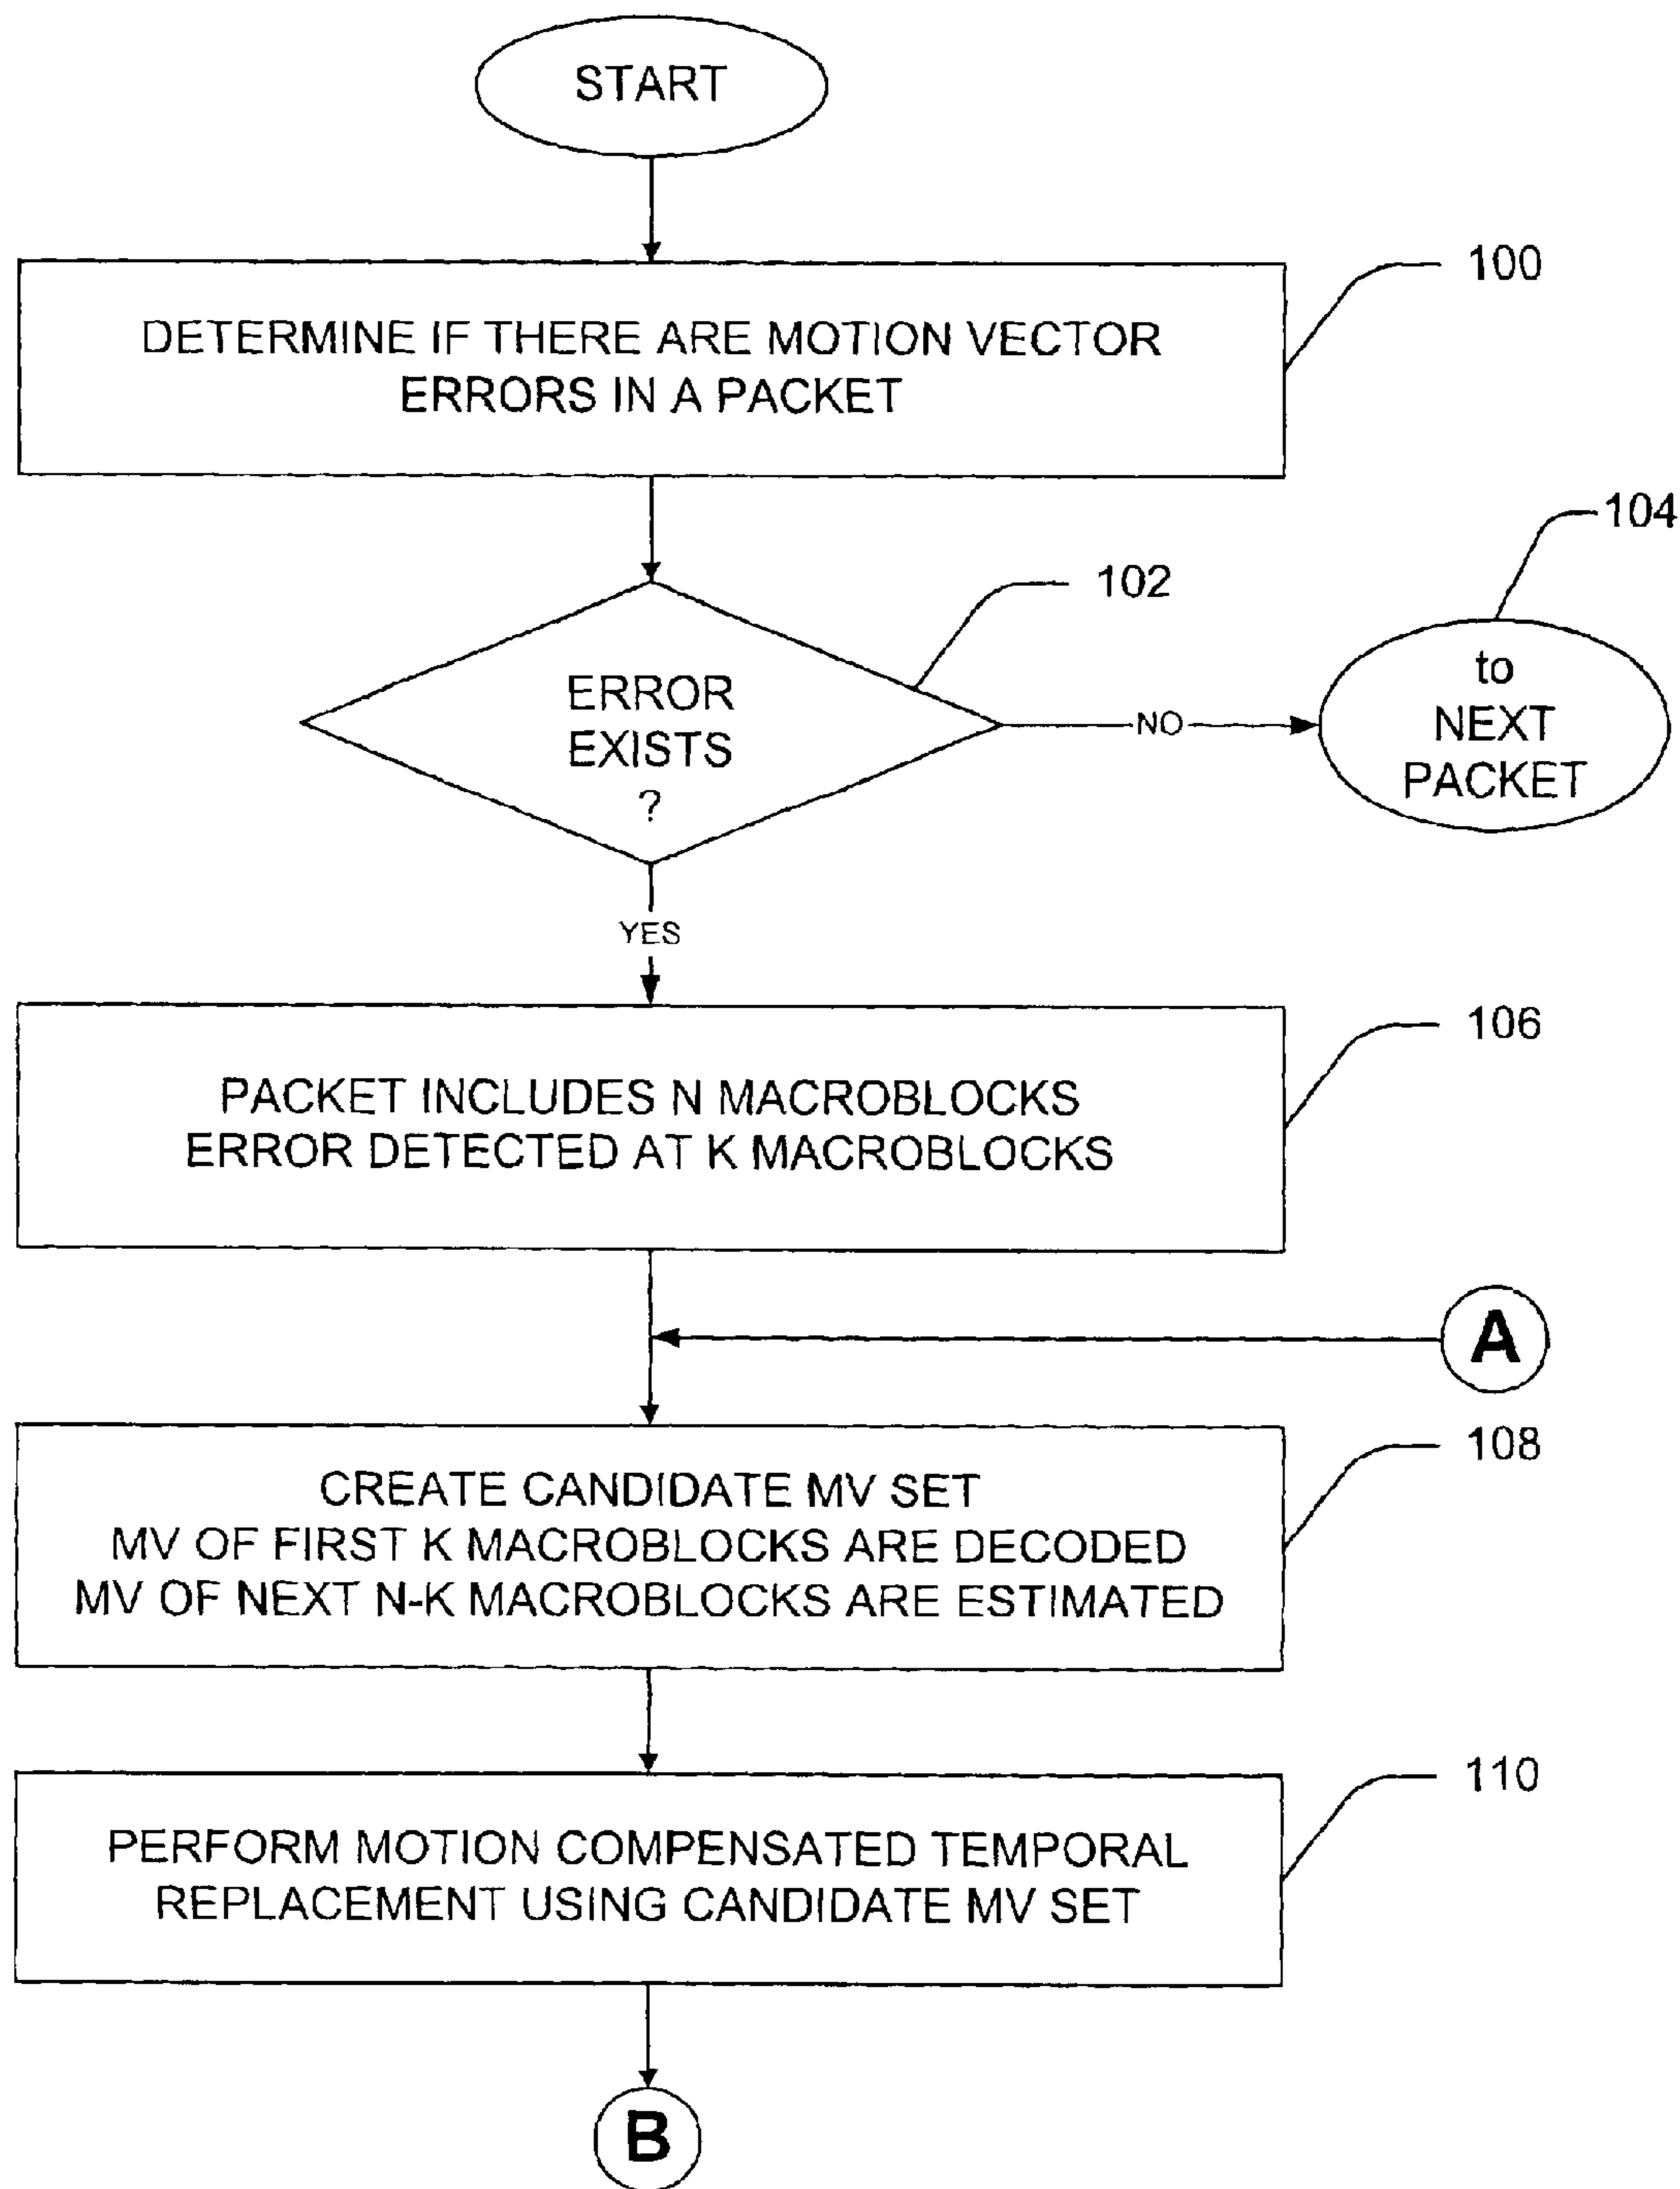 START
100
DETERMINE IF THERE ARE MOTION VECTOR
ERRORS IN A PACKET
104
102
ERROR
EXISTS
?
NO
to
NEXT
PACKET
YES
106
PACKET INCLUDES N MACROBLOCKS
ERROR DETECTED AT K MACROBLOCKS
A
108
CREATE CANDIDATE MV SET
MV OF FIRST K MACROBLOCKS ARE DECODED
MV OF NEXT N-K MACROBLOCKS ARE ESTIMATED
110
PERFORM MOTION COMPENSATED TEMPORAL
REPLACEMENT USING CANDIDATE MV SET
B